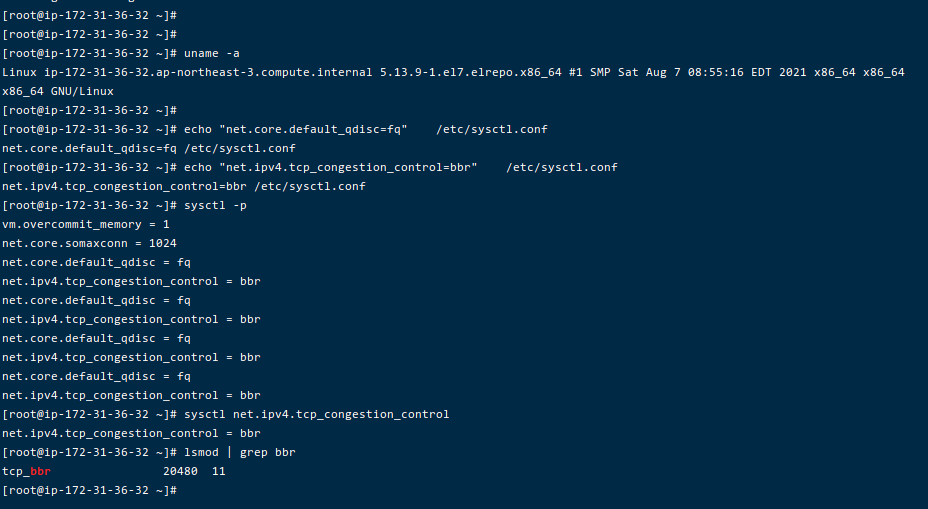 [root@ip-172-31-36-32 ~]#
[root@ip-172-31-36-32 ~]#
[root@ip-172-31-36-32 ~]# uname -a
Linux ip-172-31-36-32.ap-northeast-3.compute.internal 5.13.9-1.el7.elrepo.x86_64 #1 SMP Sat Aug 7 08:55:16 EDT 2021 x86_64 x86_64
x86_64 GNU/Linux
[root@ip-172-31-36-32 ~]#
[root@ip-172-31-36-32 ~]# echo "net.core.default_qdisc=fq"    /etc/sysctl.conf
net.core.default_qdisc=fq /etc/sysctl.conf
[root@ip-172-31-36-32 ~]# echo "net.ipv4.tcp_congestion_control=bbr"    /etc/sysctl.conf
net.ipv4.tcp_congestion_control=bbr /etc/sysctl.conf
[root@ip-172-31-36-32 ~]# sysctl -p
vm.overcommit_memory = 1
net.core.somaxconn = 1024
net.core.default_qdisc = fq
net.ipv4.tcp_congestion_control = bbr
net.core.default_qdisc = fq
net.ipv4.tcp_congestion_control = bbr
net.core.default_qdisc = fq
net.ipv4.tcp_congestion_control = bbr
net.core.default_qdisc = fq
net.ipv4.tcp_congestion_control = bbr
[root@ip-172-31-36-32 ~]# sysctl net.ipv4.tcp_congestion_control
net.ipv4.tcp_congestion_control = bbr
[root@ip-172-31-36-32 ~]# lsmod | grep bbr
tcp_bbr                20480  11
[root@ip-172-31-36-32 ~]#